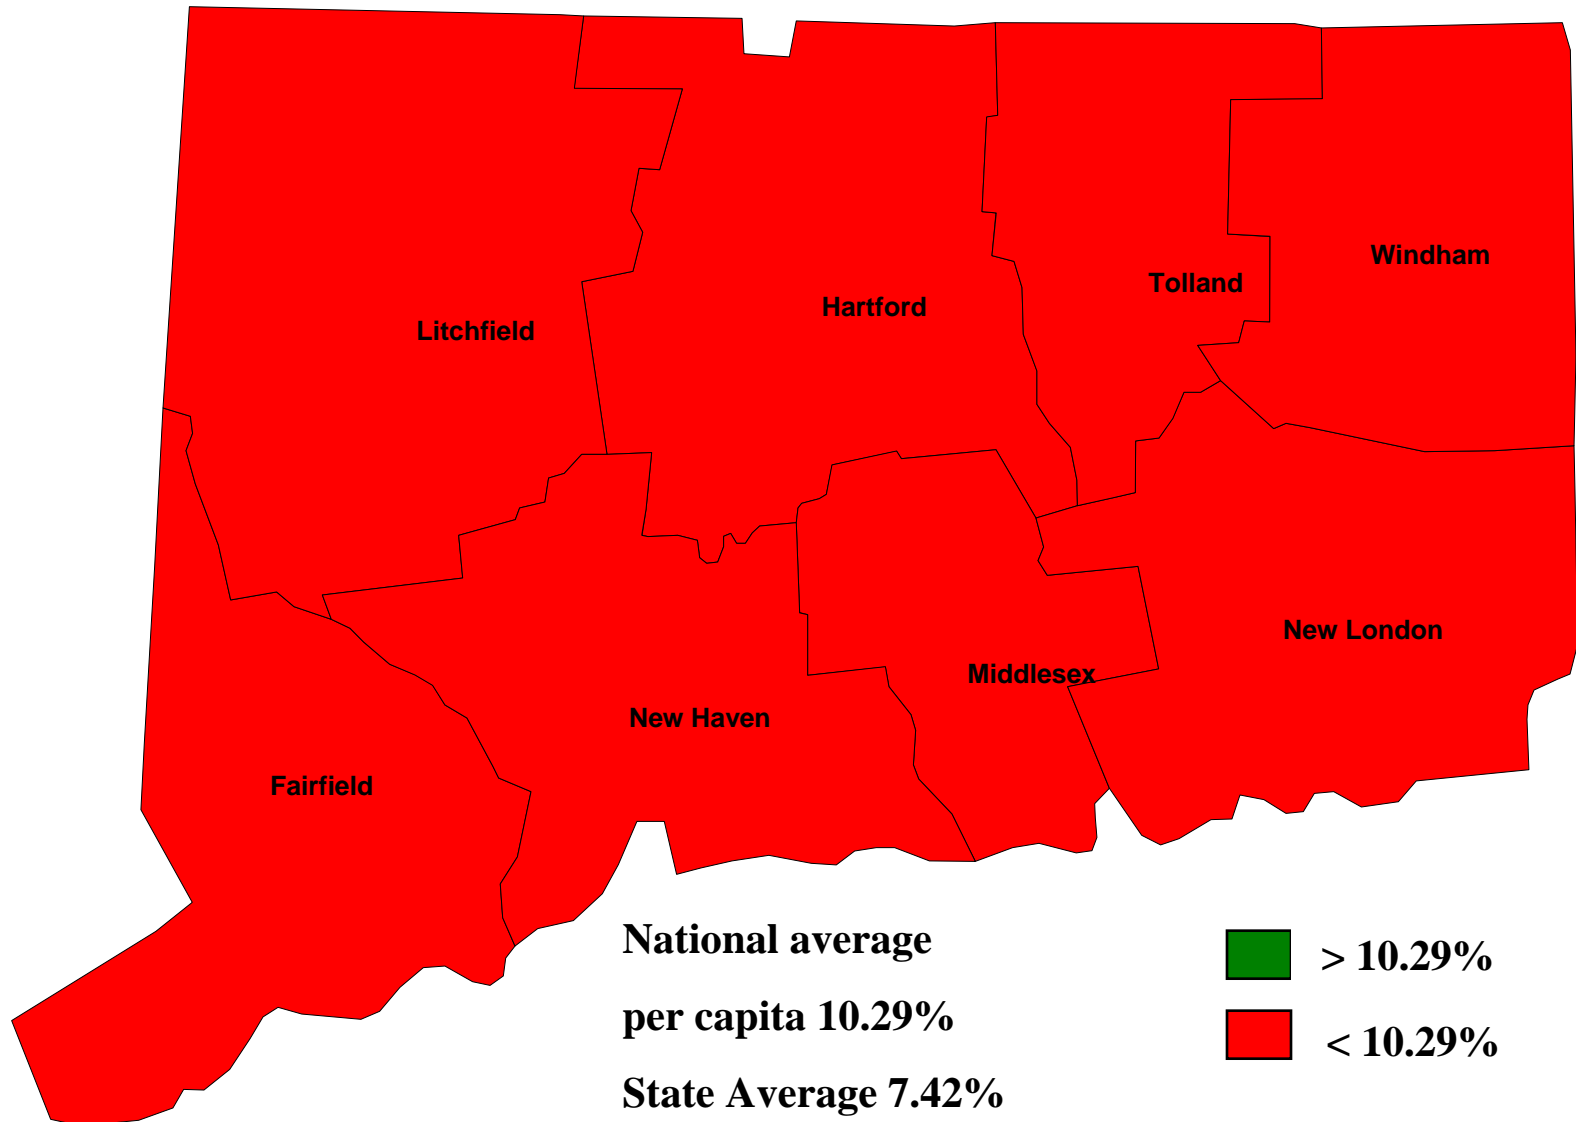 Windham
Tolland
Hartford
Litchfield
New London
Middlesex
New Haven
Fairfield
National average
per capita 10.29%
State Average 7.42%
> 10.29%
< 10.29%